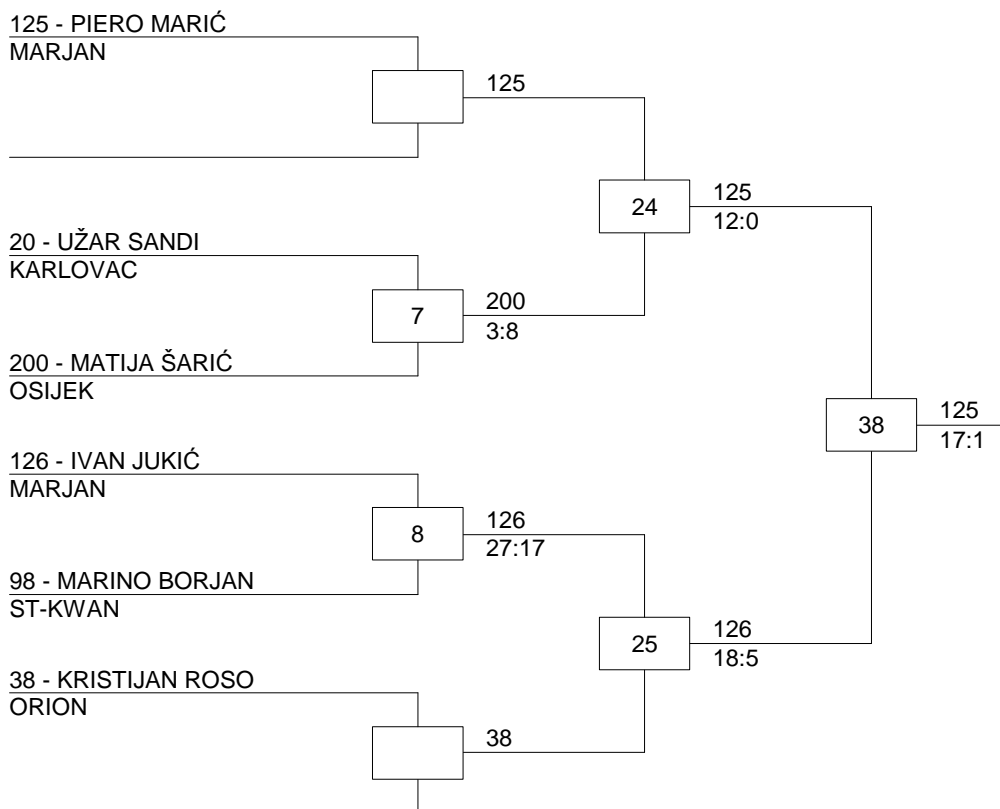 125 - PIERO MARIĆ
MARJAN
125
24
125
12:0
20 - UŽAR SANDI
KARLOVAC
7
200
3:8
200 - MATIJA ŠARIĆ
OSIJEK
38
125
17:1
126 - IVAN JUKIĆ
MARJAN
8
126
27:17
98 - MARINO BORJAN
ST-KWAN
25
126
18:5
38 - KRISTIJAN ROSO
ORION
38